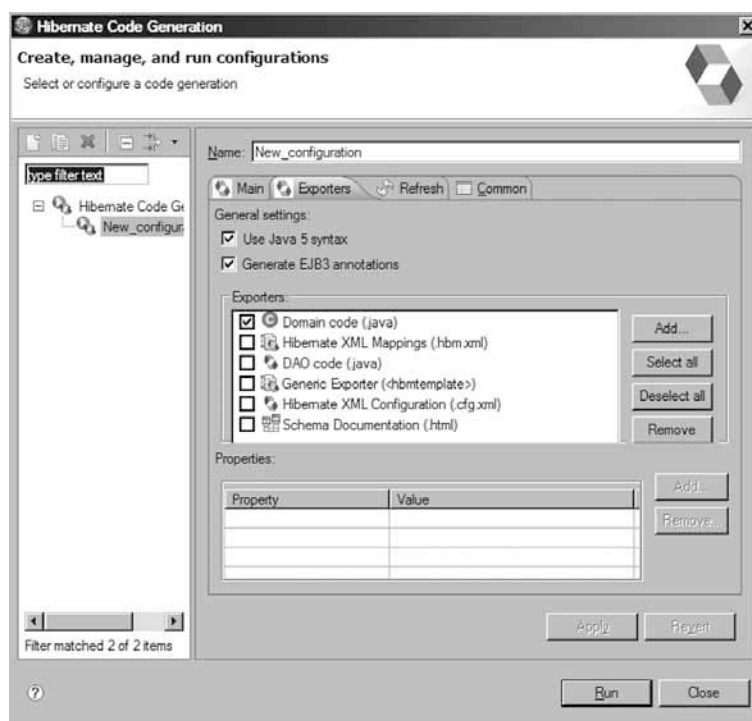 Hibernate Code Generation
Create, manage, and run configurations
Select or configure a code generation
type filter text
Hibernate Code Ge
New_configur
Filter matched 2 of 2 items
Name: New_configuration
Main Exporters Refresh Common
General settings:
Use Java 5 syntax
Generate EJB3 annotations
Exporters:
Domain code (.java)
Hibernate XML Mappings (.hbm.xml)
DAO code (.java)
Generic Exporter (<hbmtemplate>)
Hibernate XML Configuration (.cfg.xml)
Schema Documentation (.html)
Add...
Select all
Deselect all
Remove
Properties:
Property Value
Add...
Remove...
Apply Revert
Run Close